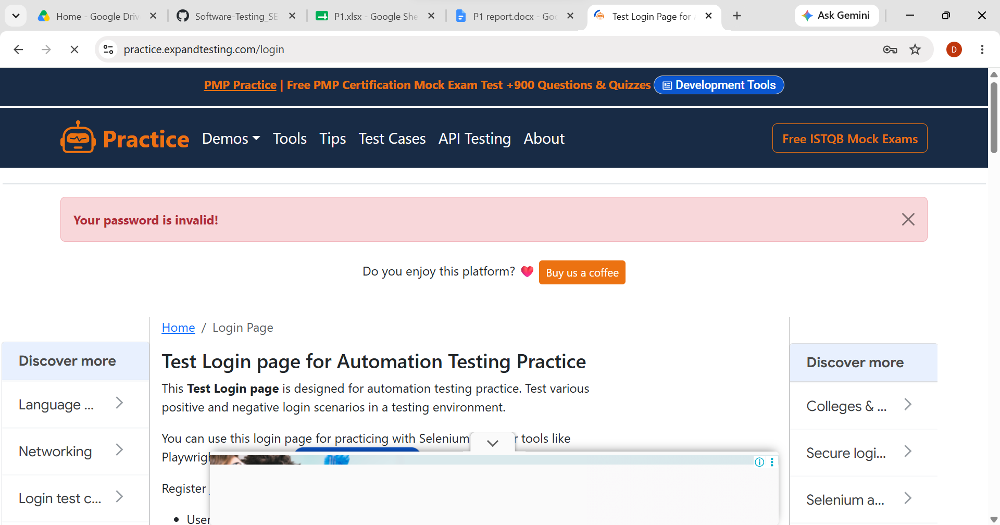 Home - Google Driv
Software-Testing_SE
P1.xlsx - Google She
P1 report.docx - Goo
Test Login Page for A
Ask Gemini
practice.expandtesting.com/login
D
PMP Practice | Free PMP Certification Mock Exam Test +900 Questions & Quizzes Development Tools
Practice Demos Tools Tips Test Cases API Testing About
Free ISTQB Mock Exams
Your password is invalid!
Do you enjoy this platform? Buy us a coffee
Home / Login Page
Discover more
Language ...
Networking
Login test c...
Test Login page for Automation Testing Practice
This Test Login page is designed for automation testing practice. Test various
positive and negative login scenarios in a testing environment.
You can use this login page for practicing with Selenium r tools like
Playwrigh
Register
• User
Discover more
Colleges & ...
Secure logi...
Selenium a...